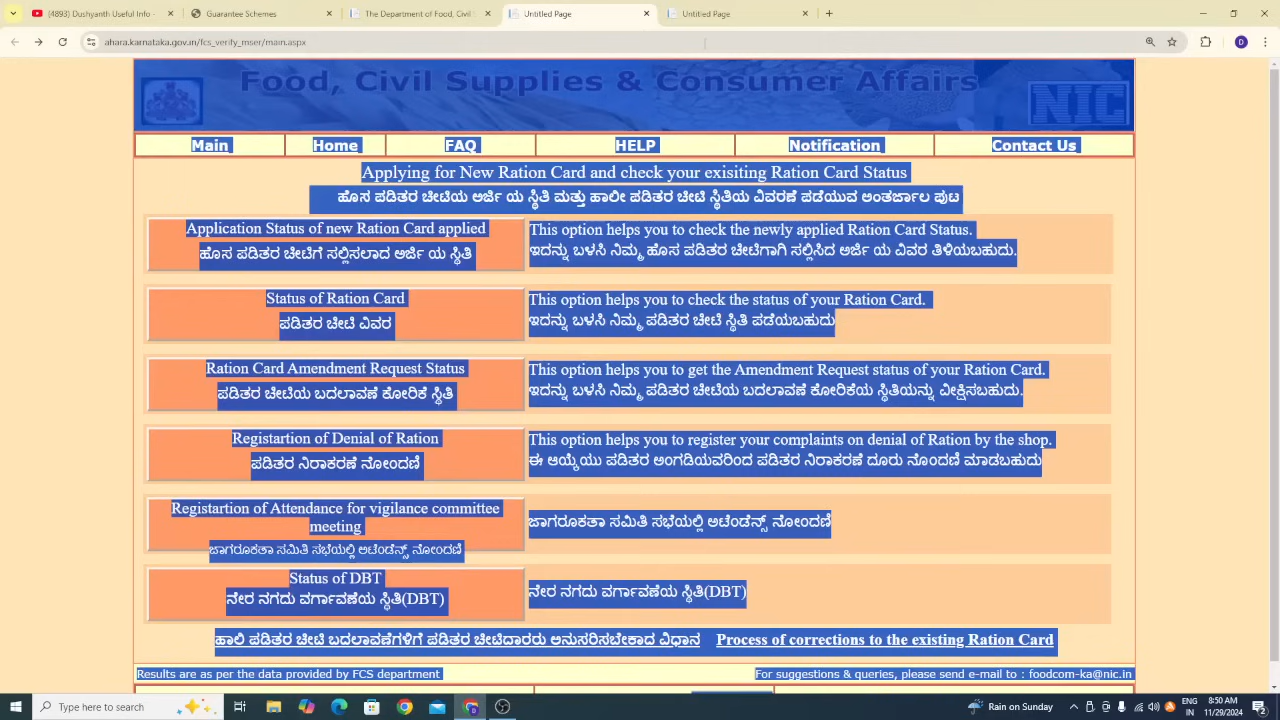 (4893) Dushyanth Useful Info -
Guarantee Schemes
The Department of Food, Civil S
Untitled Page
Untitled Page
ahara.karnataka.gov.in/fcs_verify_mser/main.aspx
D
Food, Civil Supplies & Consumer Affairs
NIC
Main Home FAQ HELP Notification Contact Us
Applying for New Ration Card and check your exisiting Ration Card Status
ಹೊಸ ಪಡಿತರ ಚೀಟಿಯ ಅರ್ಜಿ ಯ ಸ್ಥಿತಿ ಮತ್ತು ಹಾಲೀ ಪಡಿತರ ಚೀಟಿ ಸ್ಥಿತಿಯ ವಿವರಣೆ ಪಡೆಯುವ ಅಂತರ್ಜಾಲ ಪುಟ
Application Status of new Ration Card applied
ಹೊಸ ಪಡಿತರ ಚೀಟಿಗೆ ಸಲ್ಲಿಸಲಾದ ಅರ್ಜಿ ಯ ಸ್ಥಿತಿ
This option helps you to check the newly applied Ration Card Status.
ಇದನ್ನು ಬಳಸಿ ನಿಮ್ಮ ಹೊಸ ಪಡಿತರ ಚೀಟಿಗಾಗಿ ಸಲ್ಲಿಸಿದ ಅರ್ಜಿ ಯ ವಿವರ ತಿಳಿಯಬಹುದು.
Status of Ration Card
ಪಡಿತರ ಚೀಟಿ ವಿವರ
This option helps you to check the status of your Ration Card.
ಇದನ್ನು ಬಳಸಿ ನಿಮ್ಮ ಪಡಿತರ ಚೀಟಿ ಸ್ಥಿತಿ ಪಡೆಯಬಹುದು
Ration Card Amendment Request Status
ಪಡಿತರ ಚೀಟಿಯ ಬದಲಾವಣೆ ಕೋರಿಕೆ ಸ್ಥಿತಿ
This option helps you to get the Amendment Request status of your Ration Card.
ಇದನ್ನು ಬಳಸಿ ನಿಮ್ಮ ಪಡಿತರ ಚೀಟಿಯ ಬದಲಾವಣೆ ಕೋರಿಕೆಯ ಸ್ಥಿತಿಯನ್ನು ವೀಕ್ಷಿಸಬಹುದು.
Registartion of Denial of Ration
ಪಡಿತರ ನಿರಾಕರಣೆ ನೋಂದಣಿ
This option helps you to register your complaints on denial of Ration by the shop.
ಈ ಆಯ್ಕೆಯು ಪಡಿತರ ಅಂಗಡಿಯವರಿಂದ ಪಡಿತರ ನಿರಾಕರಣೆ ದೂರು ನೊಂದಣಿ ಮಾಡಬಹುದು
Registartion of Attendance for vigilance committee
meeting
ಜಾಗರೂಕತಾ ಸಮಿತಿ ಸಭೆಯಲ್ಲಿ ಅಟೆಂಡೆನ್ಸ್ ನೋಂದಣಿ
ಜಾಗರೂಕತಾ ಸಮಿತಿ ಸಭೆಯಲ್ಲಿ ಅಟೆಂಡೆನ್ಸ್ ನೋಂದಣಿ
Status of DBT
ನೇರ ನಗದು ವರ್ಗಾವಣೆಯ ಸ್ಥಿತಿ(DBT)
ನೇರ ನಗದು ವರ್ಗಾವಣೆಯ ಸ್ಥಿತಿ(DBT)
ಹಾಲಿ ಪಡಿತರ ಚೀಟಿ ಬದಲಾವಣೆಗಳಿಗೆ ಪಡಿತರ ಚೀಟಿದಾರರು ಅನುಸರಿಸಬೇಕಾದ ವಿಧಾನ Process of corrections to the existing Ration Card
Results are as per the data provided by FCS department
For suggestions & queries, please send e-mail to : foodcom-ka@nic.in
Type here to search
Rain on Sunday
ENG
IN
8:50 AM
11/29/2024
2